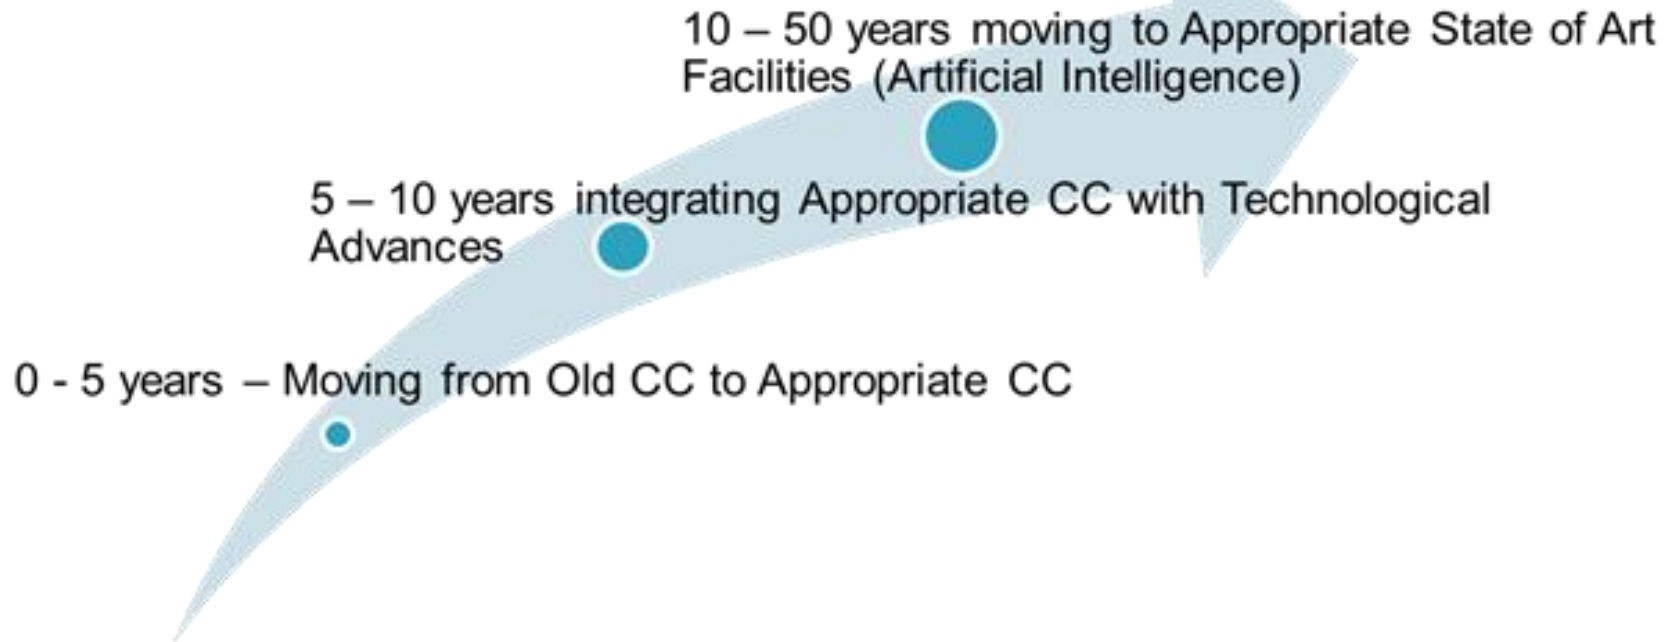 10 – 50 years moving to Appropriate State of Art
Facilities (Artificial Intelligence)
5 – 10 years integrating Appropriate CC with Technological
Advances
0 - 5 years – Moving from Old CC to Appropriate CC